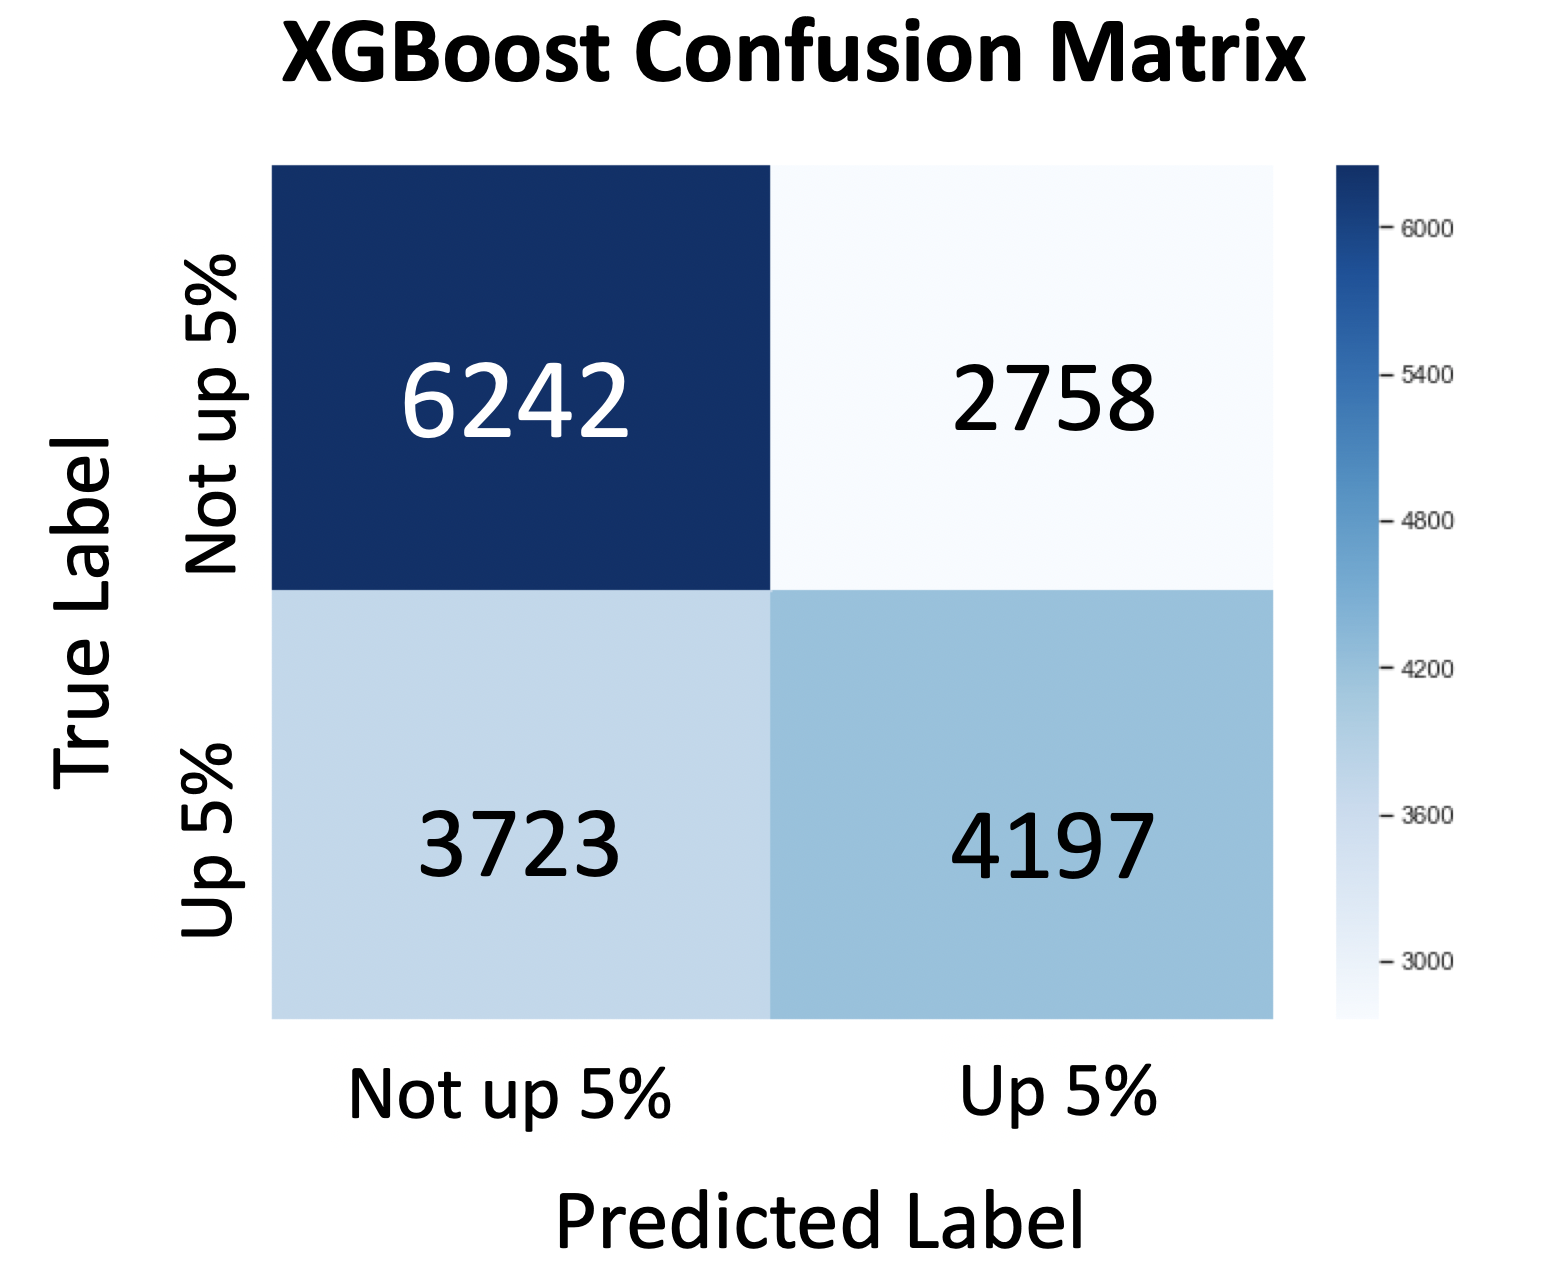 XGBoost Confusion Matrix
True Label
Not up 5%
Up 5%
6242
2758
3723
4197
6000
5400
4800
4200
3600
3000
Not up 5%
Up 5%
Predicted Label